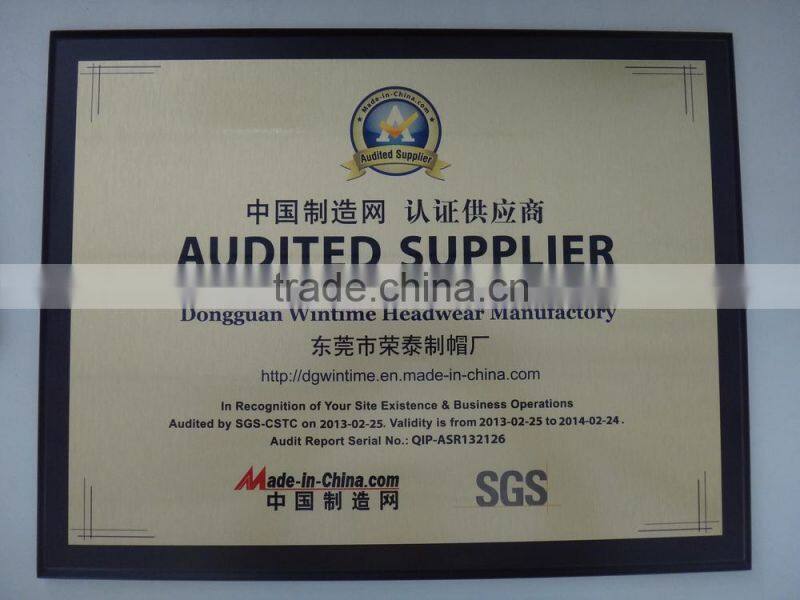 Made-in-China.com
A
Audited Supplier
中国制造网 认证供应商
AUDITED SUPPLIER
trade.china.cn
Dongguan Wintime Headwear Manufactory
东莞市荣泰制帽厂
http://dgwintime.en.made-in-china.com
In Recognition of Your Site Existence & Business Operations
Audited by SGS-CSTC on 2013-02-25. Validity is from 2013-02-25 to 2014-02-24.
Audit Report Serial No.: QIP-ASR132126
Made-in-China.com
中国制造网
SGS